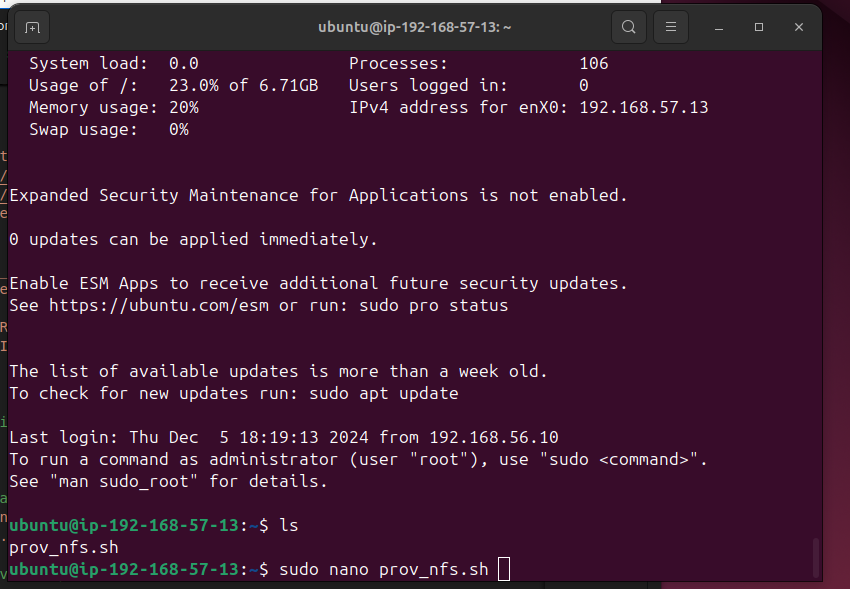 ubuntu@ip-192-168-57-13: ~
System load:  0.0               Processes:             106
Usage of /:   23.0% of 6.71GB   Users logged in:       0
Memory usage: 20%               IPv4 address for enX0: 192.168.57.13
Swap usage:   0%
Expanded Security Maintenance for Applications is not enabled.
0 updates can be applied immediately.
Enable ESM Apps to receive additional future security updates.
See https://ubuntu.com/esm or run: sudo pro status
The list of available updates is more than a week old.
To check for new updates run: sudo apt update
Last login: Thu Dec  5 18:19:13 2024 from 192.168.56.10
To run a command as administrator (user "root"), use "sudo <command>".
See "man sudo_root" for details.
ubuntu@ip-192-168-57-13:~$ ls
prov_nfs.sh
ubuntu@ip-192-168-57-13:~$ sudo nano prov_nfs.sh